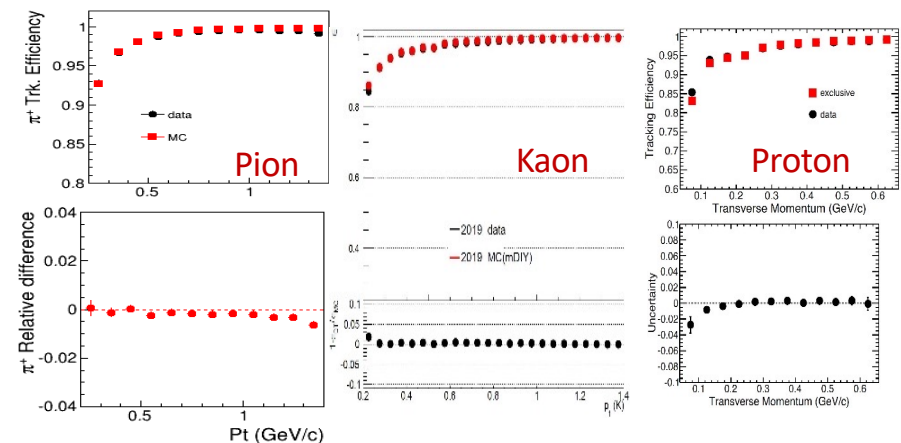 π+ Trk. Efficiency
1
0.95
0.9
0.85
0.8
data
MC
Pion
0.5
1
π+ Relative difference
0.04
0.02
0
-0.02
-0.04
0.5
1
Pt (GeV/c)
1
0.8
0.4
Kaon
2019 data
2019 MC(mDIY)
0.1
0.05
0
-0.05
-0.1
0.2 0.4 0.6 0.8 1 1.2 1.4
pt (K)
Tracking Efficiency
1
0.95
0.9
0.85
0.8
0.75
0.7
0.65
0.6
exclusive
data
Proton
0.1 0.2 0.3 0.4 0.5 0.6
Transverse Momentum (GeV/c)
Uncertainty
0.1
0.08
0.06
0.04
0.02
0
-0.02
-0.04
-0.06
-0.08
-0.1
0.1 0.2 0.3 0.4 0.5 0.6
Transverse Momentum (GeV/c)